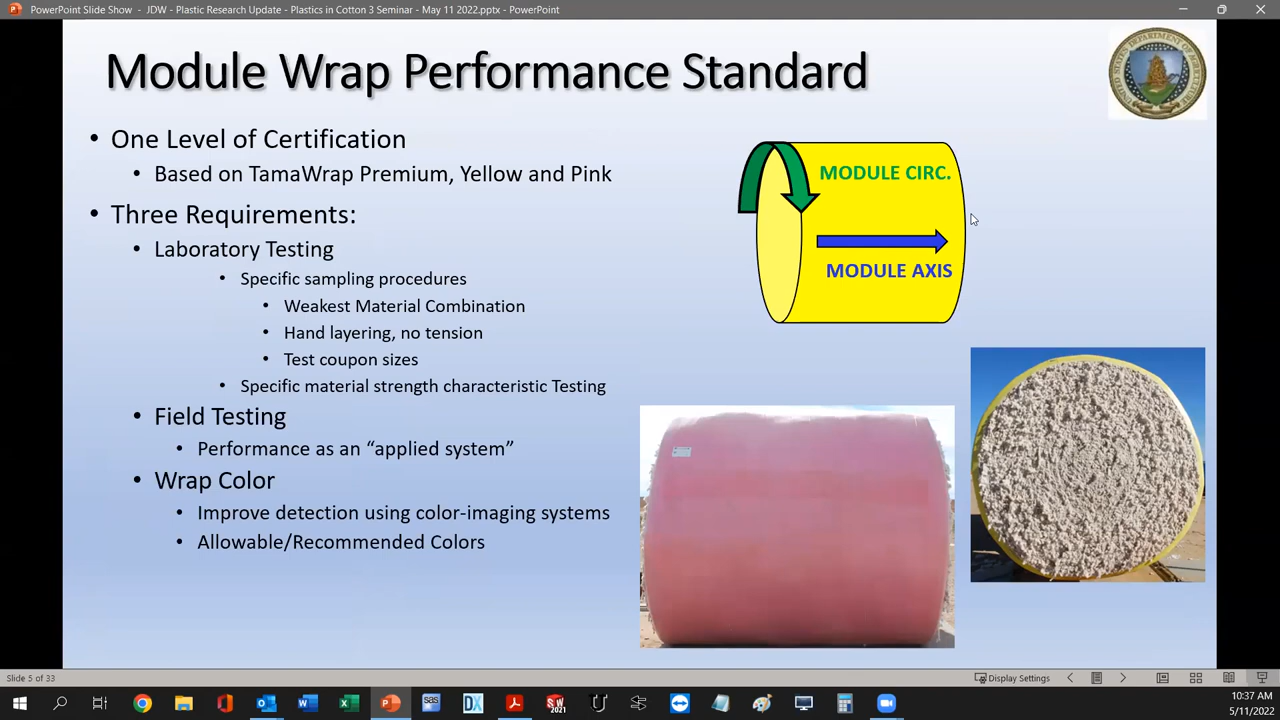 PowerPoint Slide Show - JDW - Plastic Research Update - Plastics in Cotton 3 Seminar - May 11 2022.pptx - PowerPoint
Module Wrap Performance Standard
• One Level of Certification
• Based on TamaWrap Premium, Yellow and Pink
• Three Requirements:
• Laboratory Testing
• Specific sampling procedures
• Weakest Material Combination
• Hand layering, no tension
• Test coupon sizes
• Specific material strength characteristic Testing
• Field Testing
• Performance as an “applied system”
• Wrap Color
• Improve detection using color-imaging systems
• Allowable/Recommended Colors
MODULE CIRC.
MODULE AXIS
Slide 5 of 33
Display Settings
10:37 AM
5/11/2022